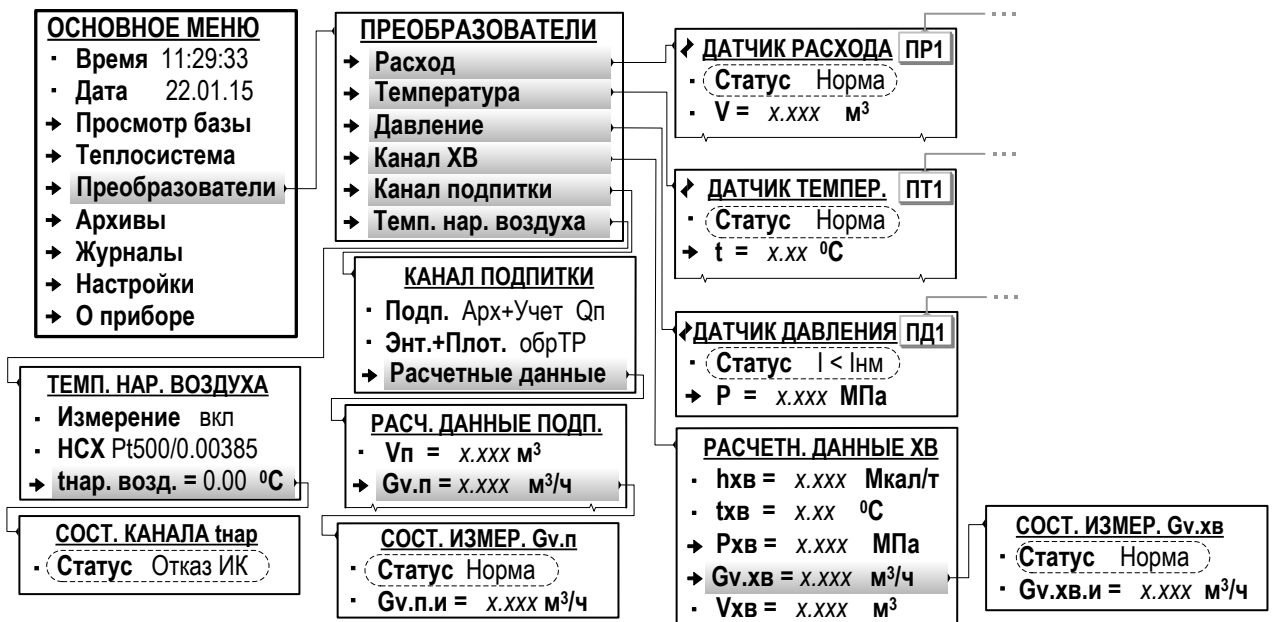 ОСНОВНОЕ МЕНЮ
Время 11:29:33
Дата 22.01.15
Просмотр базы
Теплосистема
Преобразователи
Архивы
Журналы
Настройки
О приборе
ПРЕОБРАЗОВАТЕЛИ
Расход
Температура
Давление
Канал ХВ
Канал подпитки
Темп. нар. воздуха
ДАТЧИК РАСХОДА ПР1
Статус Норма
V = x.xxx м³
ДАТЧИК ТЕМПЕР. ПТ1
Статус Норма
t = x.xx ⁰C
ДАТЧИК ДАВЛЕНИЯ ПД1
Статус I < Iнм
P = x.xxx МПа
КАНАЛ ПОДПИТКИ
Подп. Арх+Учет Qп
Энт.+Плот. обрТР
Расчетные данные
ТЕМП. НАР. ВОЗДУХА
Измерение вкл
НСХ Pt500/0.00385
tнар. возд. = 0.00 ⁰C
СОСТ. КАНАЛА tнар
Статус Отказ ИК
РАСЧ. ДАННЫЕ ПОДП.
Vп = x.xxx м³
Gv.п = x.xxx м³/ч
СОСТ. ИЗМЕР. Gv.п
Статус Норма
Gv.п.и = x.xxx м³/ч
РАСЧЕТН. ДАННЫЕ ХВ
hхв = x.xxx Мкал/т
tхв = x.xx ⁰C
Pхв = x.xxx МПа
Gv.хв = x.xxx м³/ч
Vхв = x.xxx м³
СОСТ. ИЗМЕР. Gv.хв
Статус Норма
Gv.хв.и = x.xxx м³/ч